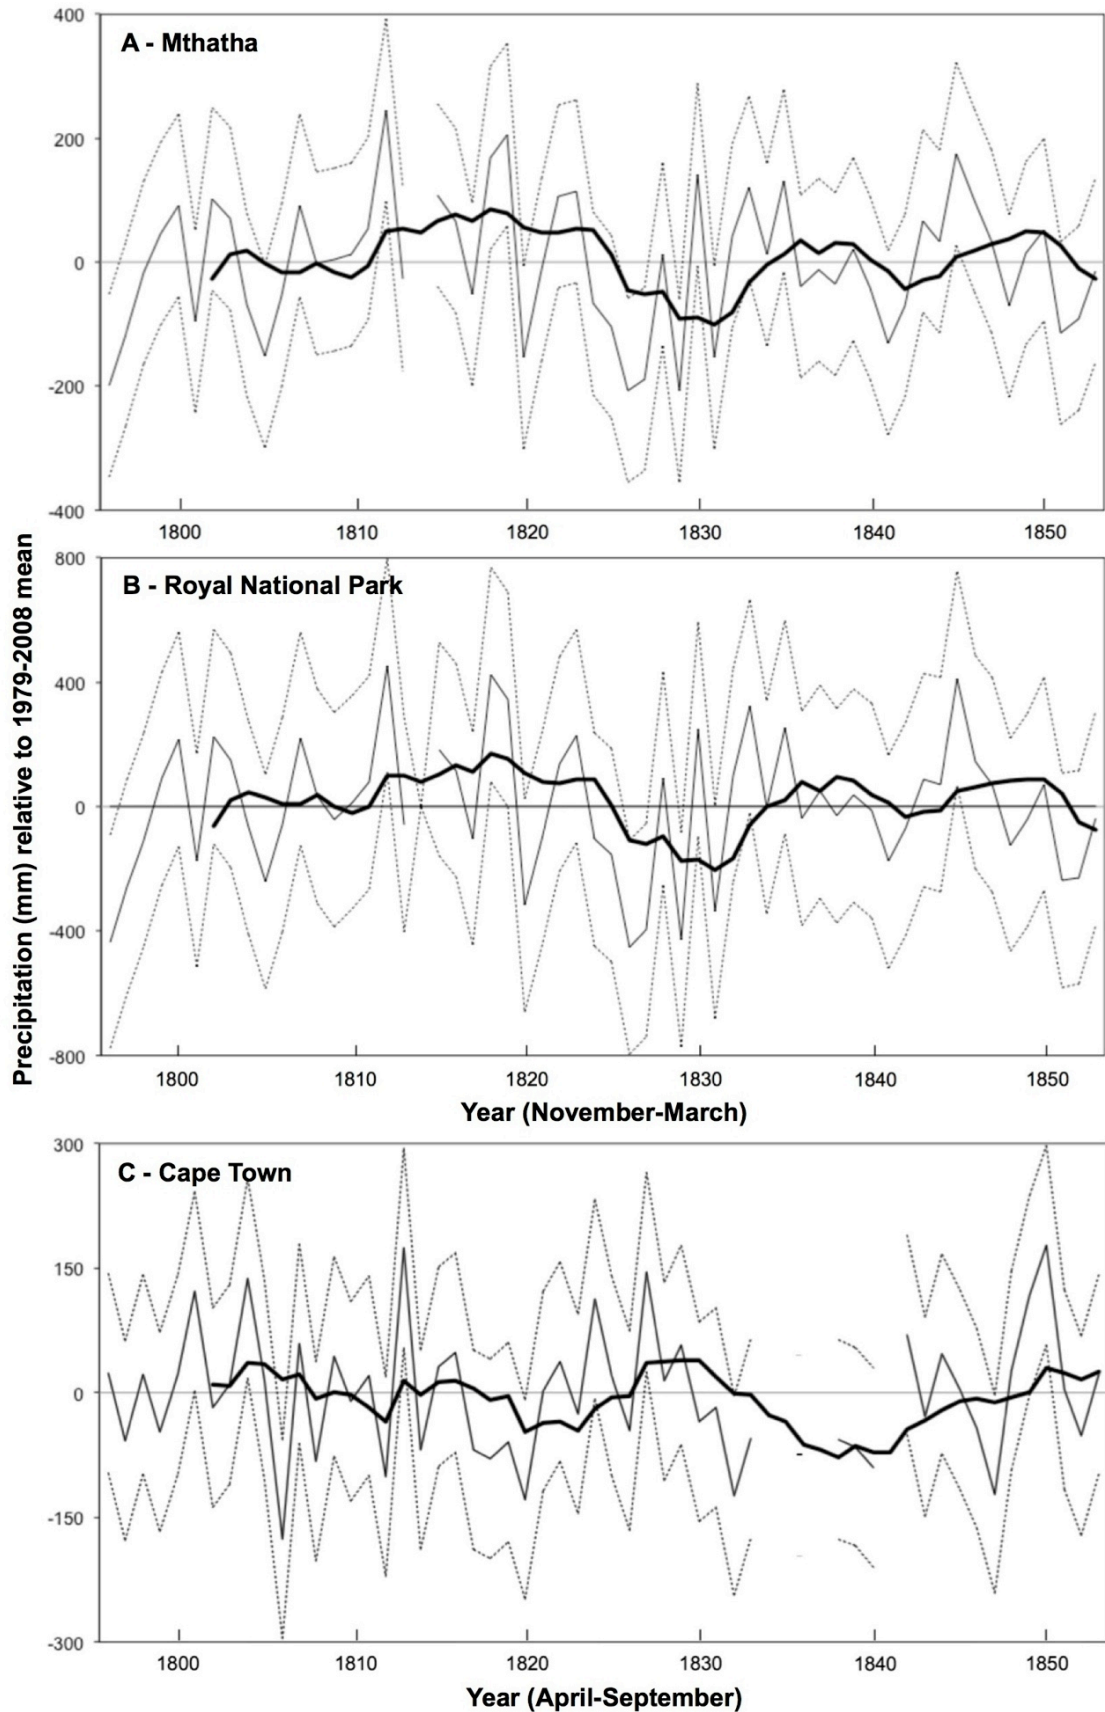 400
A - Mthatha
200
0
-200
-400
1800 1810 1820 1830 1840 1850
Precipitation (mm) relative to 1979-2008 mean
800
B - Royal National Park
400
0
-400
-800
1800 1810 1820 1830 1840 1850
Year (November-March)
300
C - Cape Town
150
0
-150
-300
1800 1810 1820 1830 1840 1850
Year (April-September)